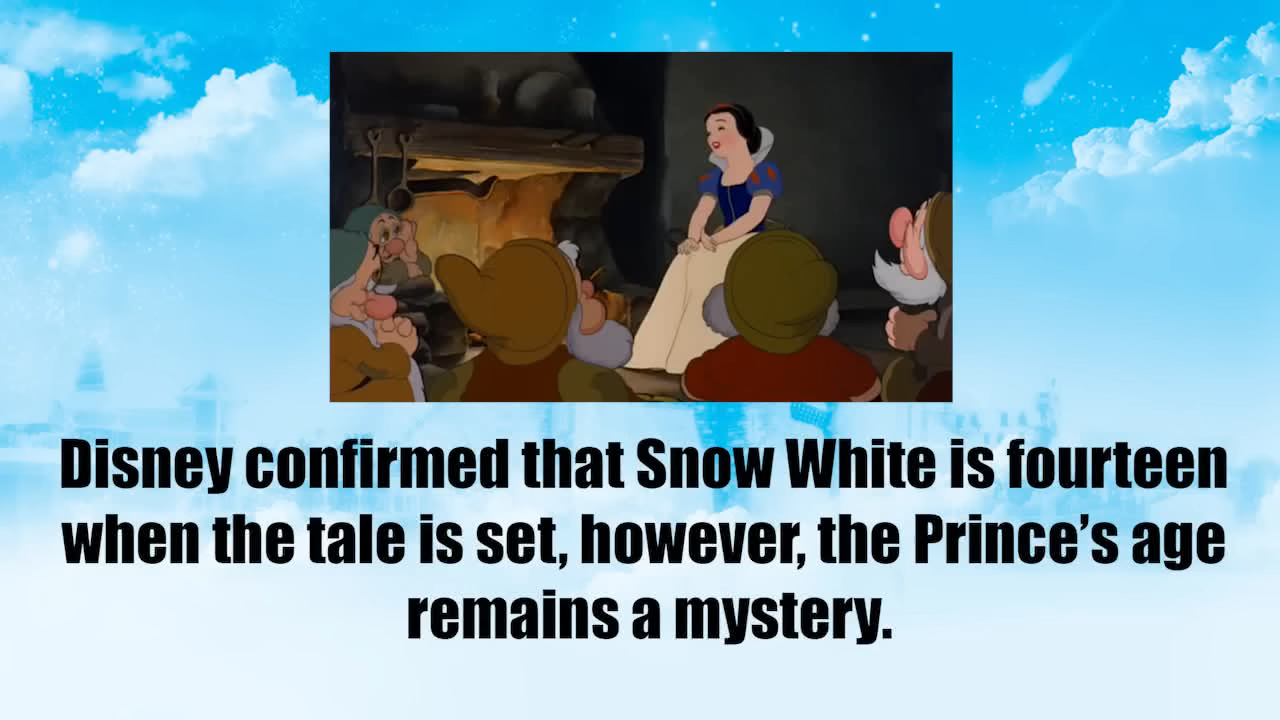 Disney confirmed that Snow White is fourteen
when the tale is set, however, the Prince’s age
remains a mystery.